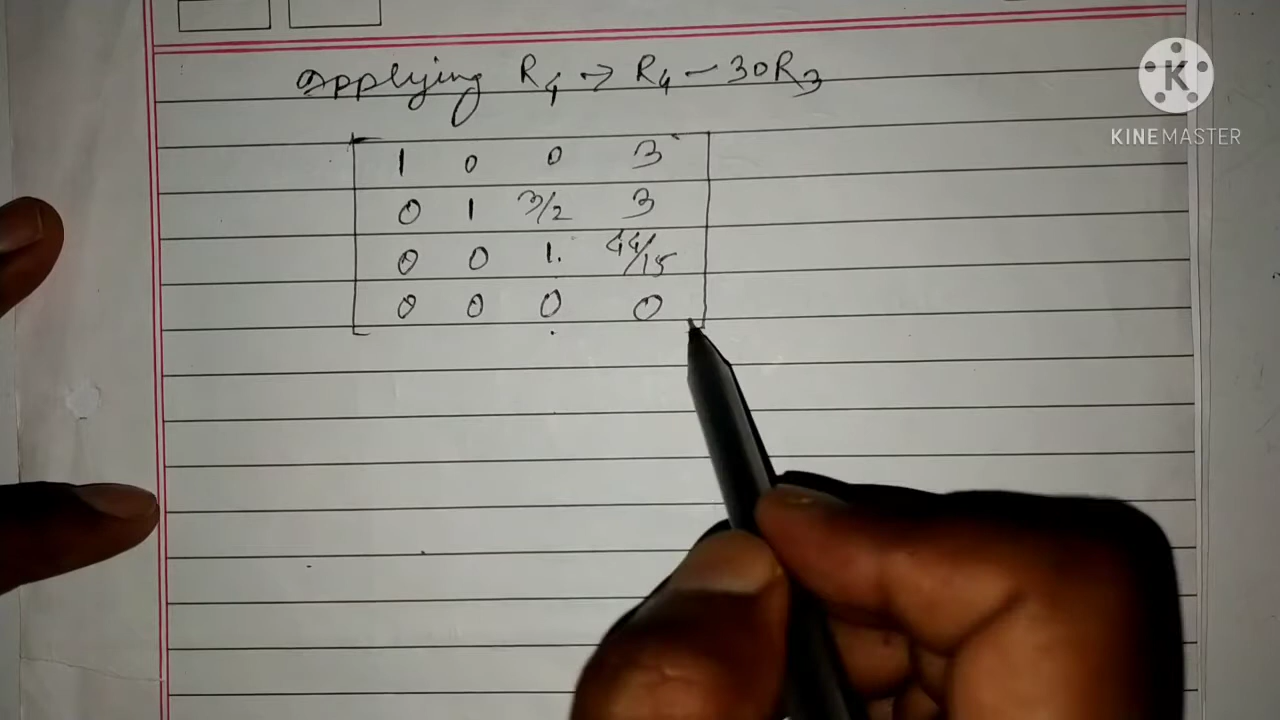 applying R4 → R4 - 30R3
1 0 0 3
0 1 3/2 3
0 0 1 44/15
0 0 0 0
K
KINEMASTER